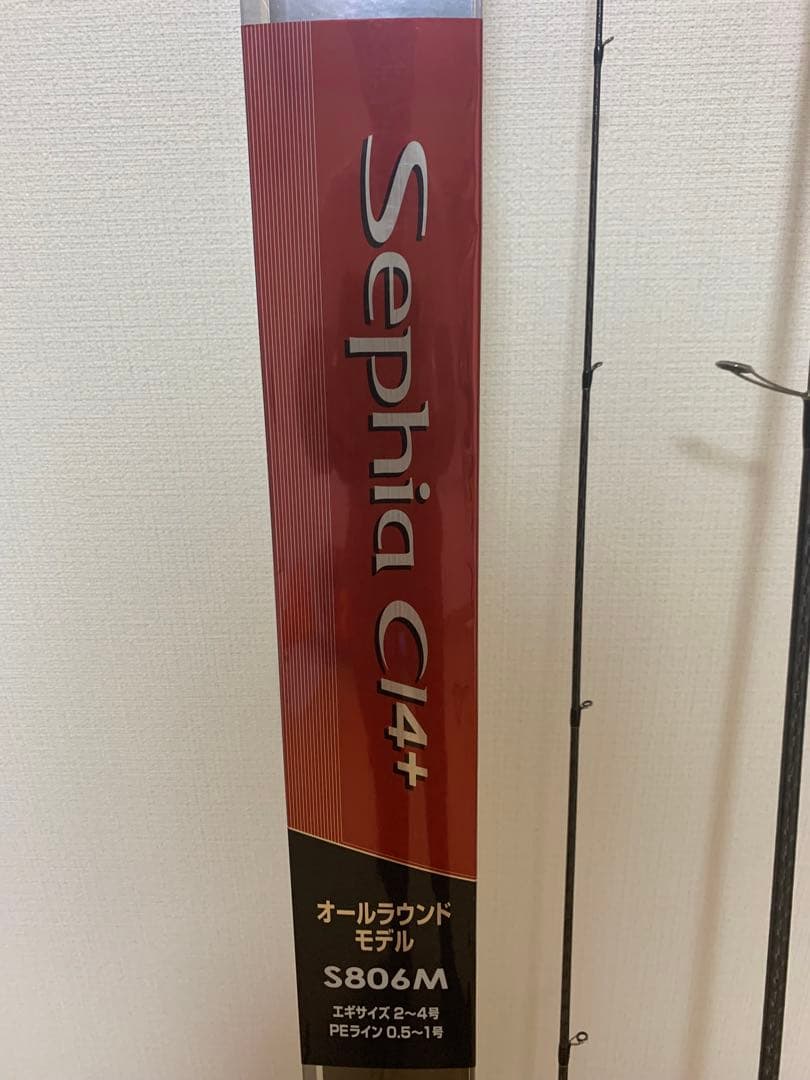 Sephia CI4+
オールラウンド
モデル
S806M
エギサイズ 2〜4号
PEライン 0.5〜1号